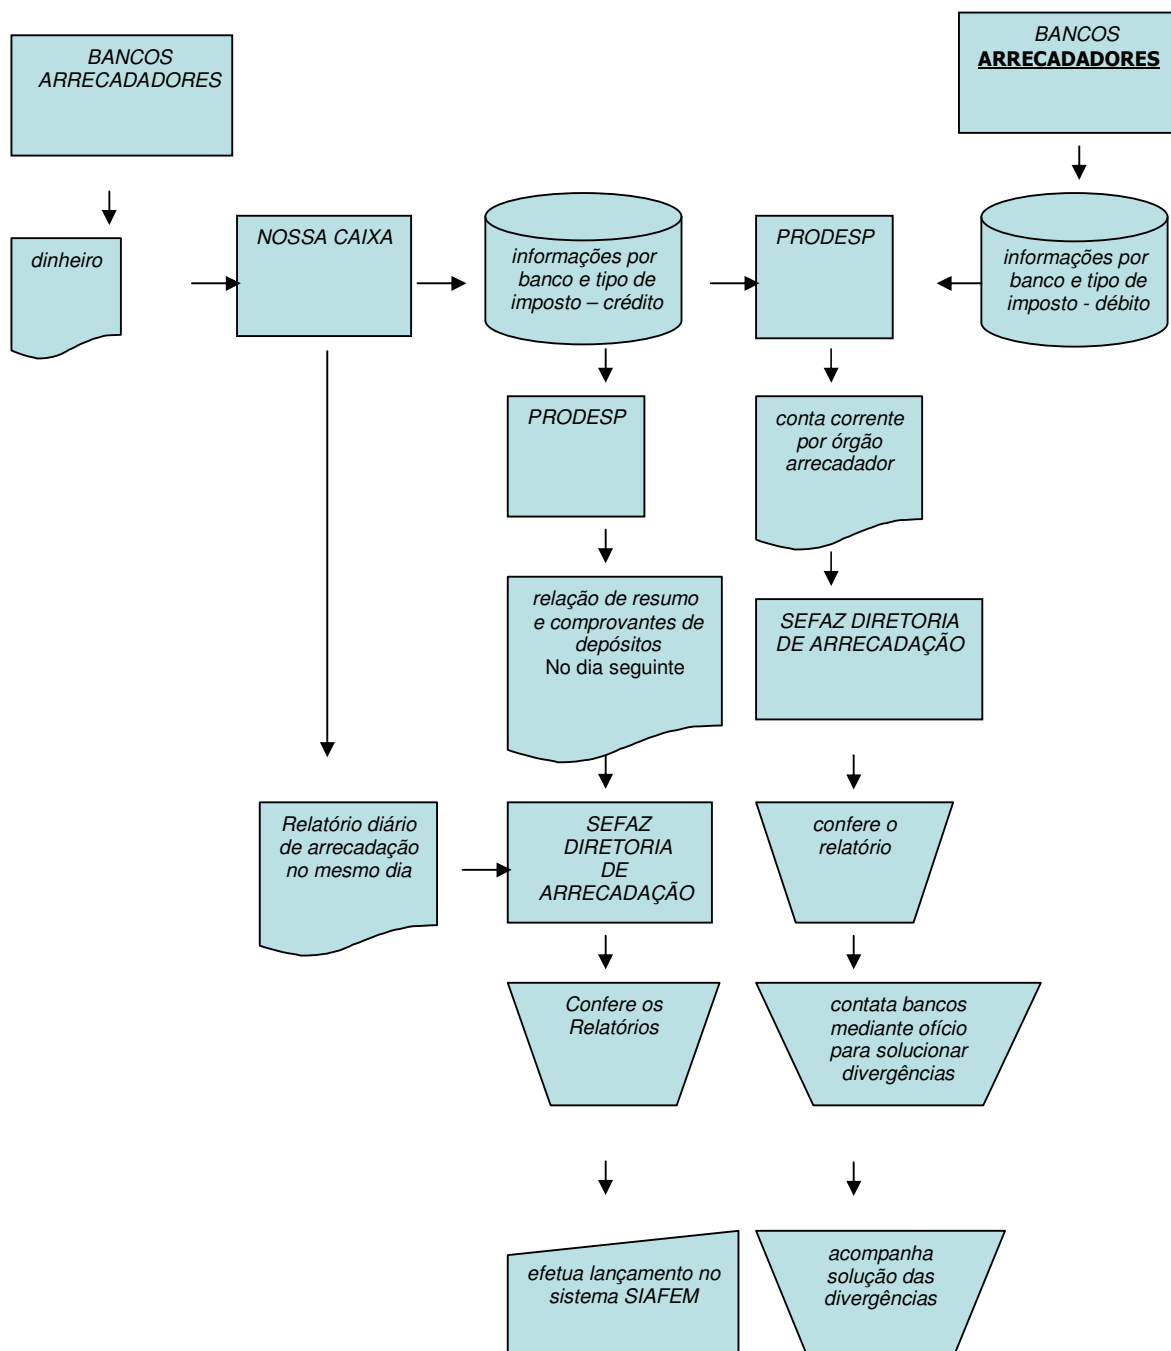 BANCOS
ARRECADADORES
BANCOS
ARRECADADORES
dinheiro
NOSSA CAIXA
informações por
banco e tipo de
imposto – crédito
PRODESP
informações por
banco e tipo de
imposto - débito
PRODESP
conta corrente
por órgão
arrecadador
relação de resumo
e comprovantes de
depósitos
No dia seguinte
SEFAZ DIRETORIA
DE ARRECADAÇÃO
Relatório diário
de arrecadação
no mesmo dia
SEFAZ
DIRETORIA
DE
ARRECADAÇÃO
confere o
relatório
Confere os
Relatórios
contata bancos
mediante ofício
para solucionar
divergências
efetua lançamento no
sistema SIAFEM
acompanha
solução das
divergências